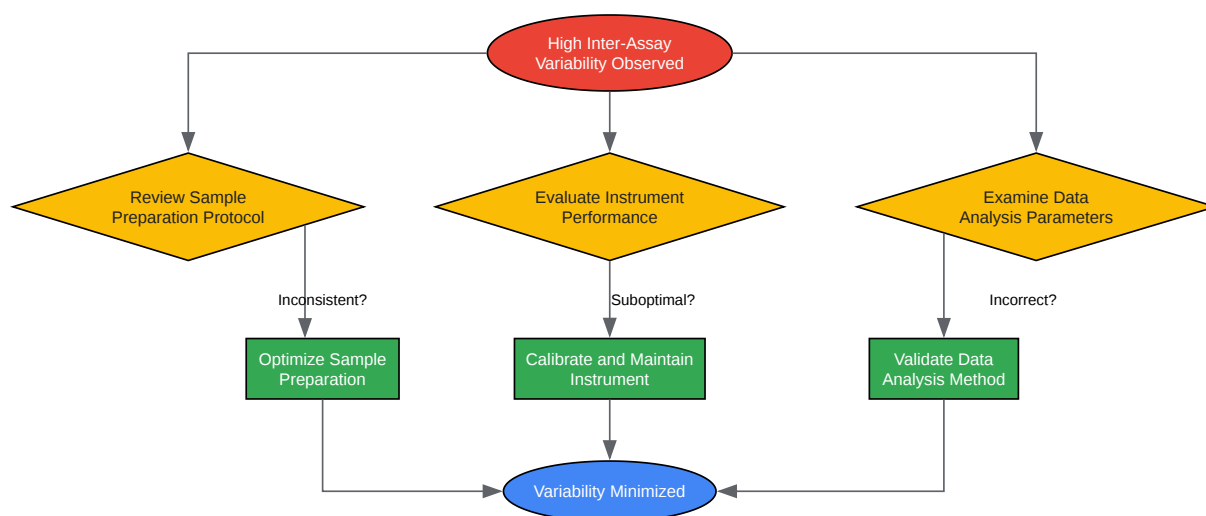 High Inter-Assay
Variability Observed
Review Sample
Preparation Protocol
Evaluate Instrument
Performance
Examine Data
Analysis Parameters
Inconsistent?
Suboptimal?
Incorrect?
Optimize Sample
Preparation
Calibrate and Maintain
Instrument
Validate Data
Analysis Method
Variability Minimized